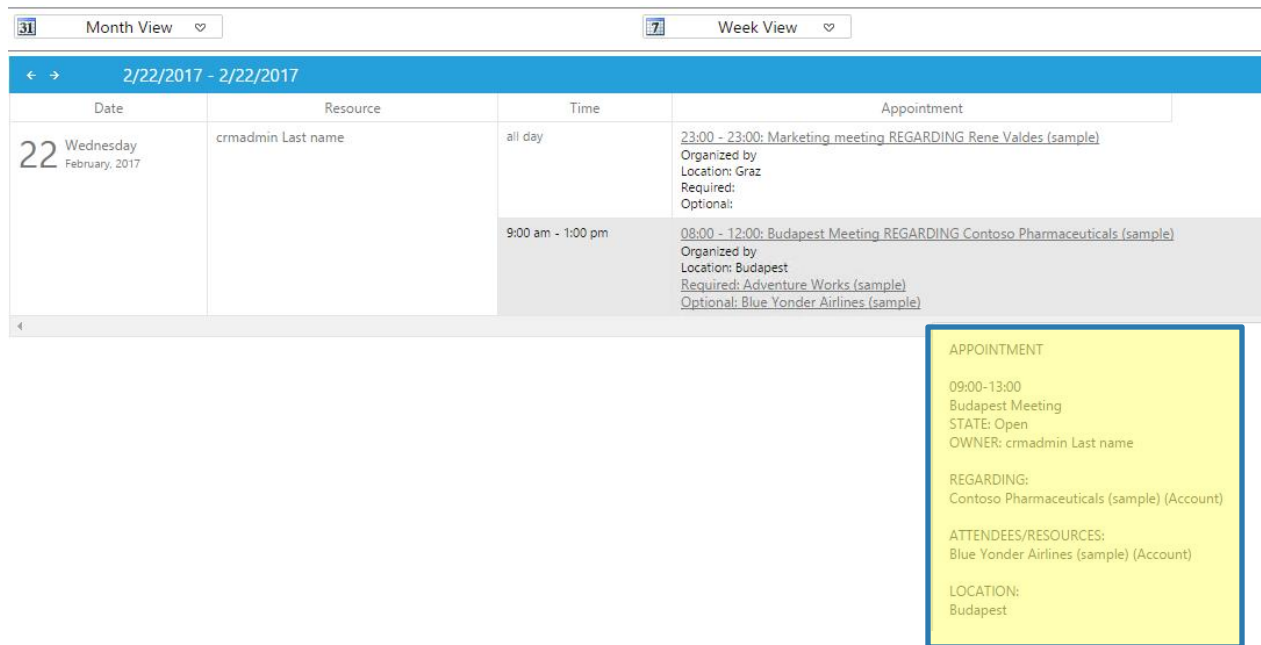 31 Month View
7 Week View
2/22/2017 - 2/22/2017
Date Resource Time Appointment
22 Wednesday
February, 2017
crmadmin Last name
all day
23:00 - 23:00: Marketing meeting REGARDING Rene Valdes (sample)
Organized by
Location: Graz
Required:
Optional:
9:00 am - 1:00 pm
08:00 - 12:00: Budapest Meeting REGARDING Contoso Pharmaceuticals (sample)
Organized by
Location: Budapest
Required: Adventure Works (sample)
Optional: Blue Yonder Airlines (sample)
APPOINTMENT
09:00-13:00
Budapest Meeting
STATE: Open
OWNER: crmadmin Last name
REGARDING:
Contoso Pharmaceuticals (sample) (Account)
ATTENDEES/RESOURCES:
Blue Yonder Airlines (sample) (Account)
LOCATION:
Budapest